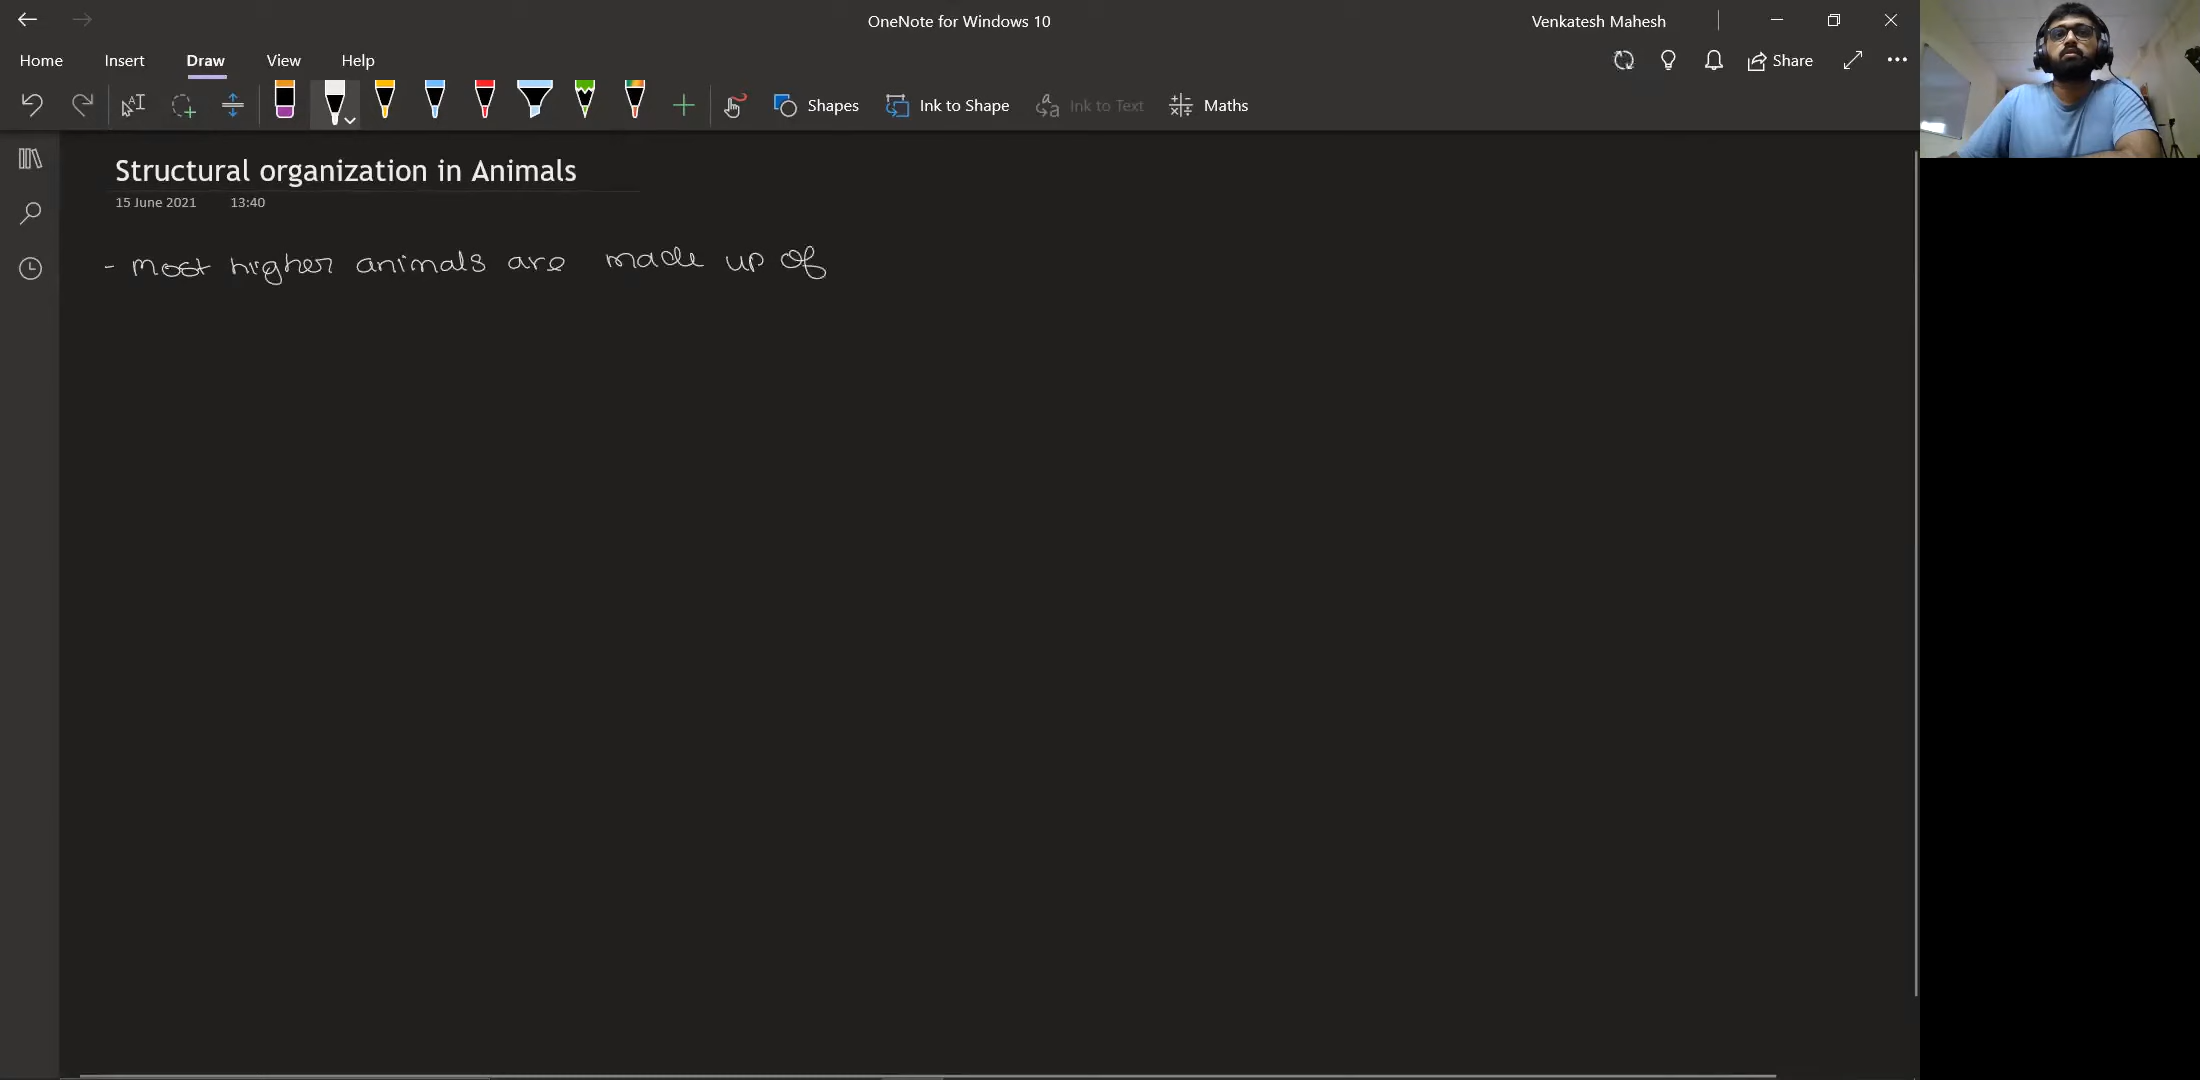 OneNote for Windows 10
Venkatesh Mahesh
Home Insert Draw View Help
Share
Shapes Ink to Shape Ink to Text Maths
Structural organization in Animals
15 June 2021 13:40
- most higher animals are made up of